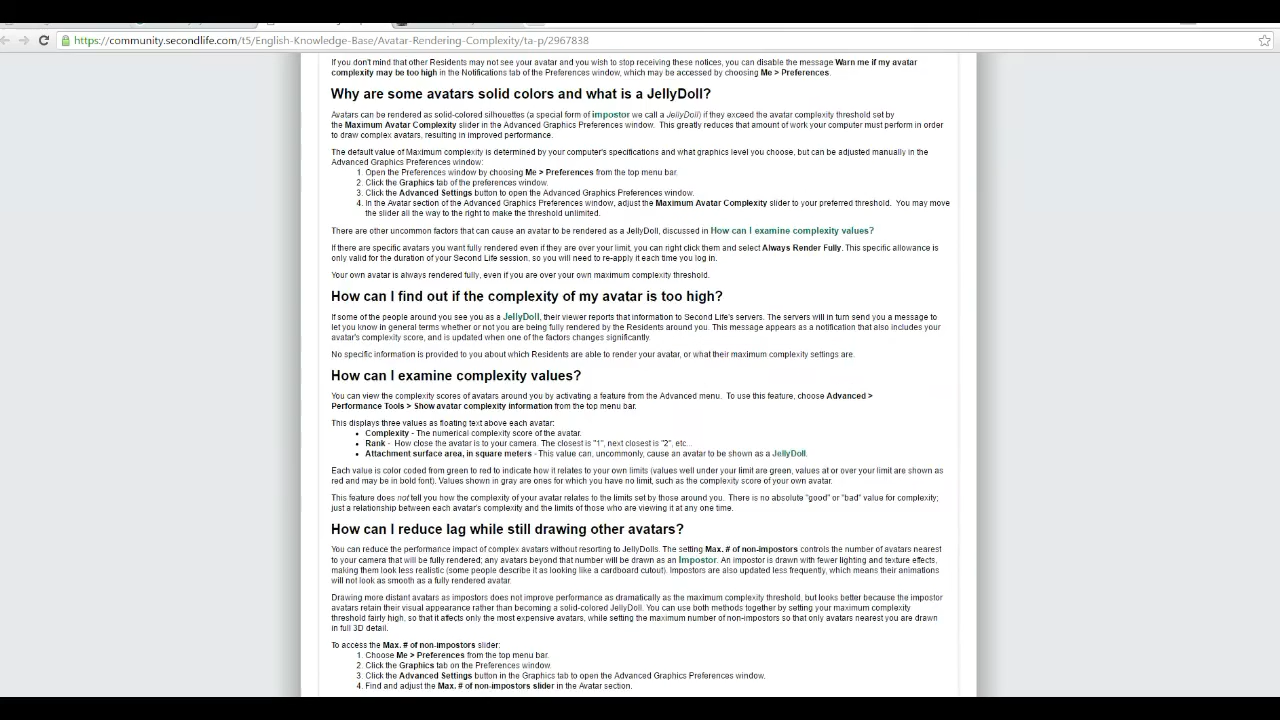 https://community.secondlife.com/t5/English-Knowledge-Base/Avatar-Rendering-Complexity/ta-p/2967838
If you don't mind that other Residents may not see your avatar and you wish to stop receiving these notices, you can disable the message Warn me if my avatar
complexity may be too high in the Notifications tab of the Preferences window, which may be accessed by choosing Me > Preferences.
Why are some avatars solid colors and what is a JellyDoll?
Avatars can be rendered as solid-colored silhouettes (a special form of impostor we call a JellyDoll) if they exceed the avatar complexity threshold set by
the Maximum Avatar Complexity slider in the Advanced Graphics Preferences window.  This greatly reduces that amount of work your computer must perform in order
to draw complex avatars, resulting in improved performance.
The default value of Maximum complexity is determined by your computer's specifications and what graphics level you choose, but can be adjusted manually in the
Advanced Graphics Preferences window:
1. Open the Preferences window by choosing Me > Preferences from the top menu bar.
2. Click the Graphics tab of the preferences window.
3. Click the Advanced Settings button to open the Advanced Graphics Preferences window.
4. In the Avatar section of the Advanced Graphics Preferences window, adjust the Maximum Avatar Complexity slider to your preferred threshold.  You may move
the slider all the way to the right to make the threshold unlimited.
There are other uncommon factors that can cause an avatar to be rendered as a JellyDoll, discussed in How can I examine complexity values?
If there are specific avatars you want fully rendered even if they are over your limit, you can right click them and select Always Render Fully. This specific allowance is
only valid for the duration of your Second Life session, so you will need to re-apply it each time you log in.
Your own avatar is always rendered fully, even if you are over your own maximum complexity threshold.
How can I find out if the complexity of my avatar is too high?
If some of the people around you see you as a JellyDoll, their viewer reports that information to Second Life's servers. The servers will in turn send you a message to
let you know in general terms whether or not you are being fully rendered by the Residents around you. This message appears as a notification that also includes your
avatar's complexity score, and is updated when one of the factors changes significantly.
No specific information is provided to you about which Residents are able to render your avatar, or what their maximum complexity settings are.
How can I examine complexity values?
You can view the complexity scores of avatars around you by activating a feature from the Advanced menu.  To use this feature, choose Advanced >
Performance Tools > Show avatar complexity information from the top menu bar.
This displays three values as floating text above each avatar:
• Complexity - The numerical complexity score of the avatar.
• Rank -  How close the avatar is to your camera. The closest is "1", next closest is "2", etc...
• Attachment surface area, in square meters - This value can, uncommonly, cause an avatar to be shown as a JellyDoll.
Each value is color coded from green to red to indicate how it relates to your own limits (values well under your limit are green, values at or over your limit are shown as
red and may be in bold font). Values shown in gray are ones for which you have no limit, such as the complexity score of your own avatar.
This feature does not tell you how the complexity of your avatar relates to the limits set by those around you.  There is no absolute "good" or "bad" value for complexity;
just a relationship between each avatar's complexity and the limits of those who are viewing it at any one time.
How can I reduce lag while still drawing other avatars?
You can reduce the performance impact of complex avatars without resorting to JellyDolls. The setting Max. # of non-impostors controls the number of avatars nearest
to your camera that will be fully rendered; any avatars beyond that number will be drawn as an Impostor. An impostor is drawn with fewer lighting and texture effects,
making them look less realistic (some people describe it as looking like a cardboard cutout). Impostors are also updated less frequently, which means their animations
will not look as smooth as a fully rendered avatar.
Drawing more distant avatars as impostors does not improve performance as dramatically as the maximum complexity threshold, but looks better because the impostor
avatars retain their visual appearance rather than becoming a solid-colored JellyDoll. You can use both methods together by setting your maximum complexity
threshold fairly high, so that it affects only the most expensive avatars, while setting the maximum number of non-impostors so that only avatars nearest you are drawn
in full 3D detail.
To access the Max. # of non-impostors slider:
1. Choose Me > Preferences from the top menu bar.
2. Click the Graphics tab on the Preferences window
3. Click the Advanced Settings button in the Graphics tab to open the Advanced Graphics Preferences window.
4. Find and adjust the Max. # of non-impostors slider in the Avatar section.